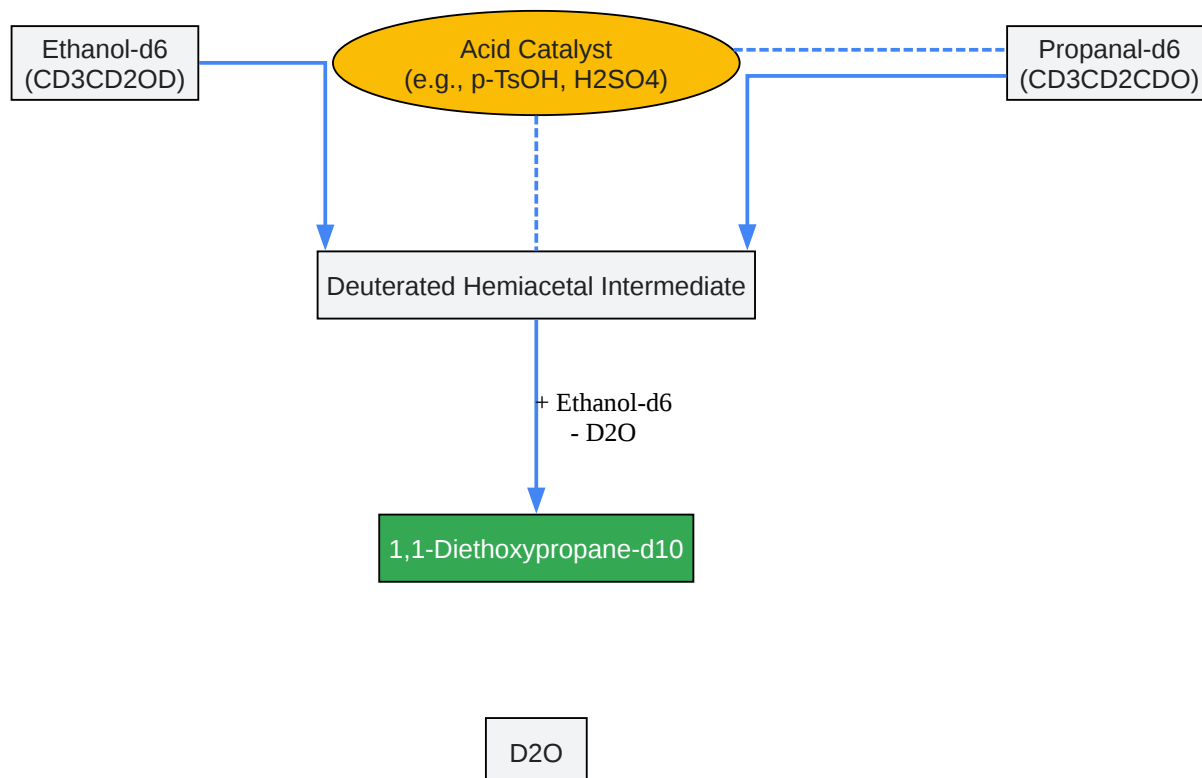 Ethanol-d6
(CD3CD2OD)
Acid Catalyst
(e.g., p-TsOH, H2SO4)
Propanal-d6
(CD3CD2CDO)
Deuterated Hemiacetal Intermediate
+ Ethanol-d6
- D2O
1,1-Diethoxypropane-d10
D2O